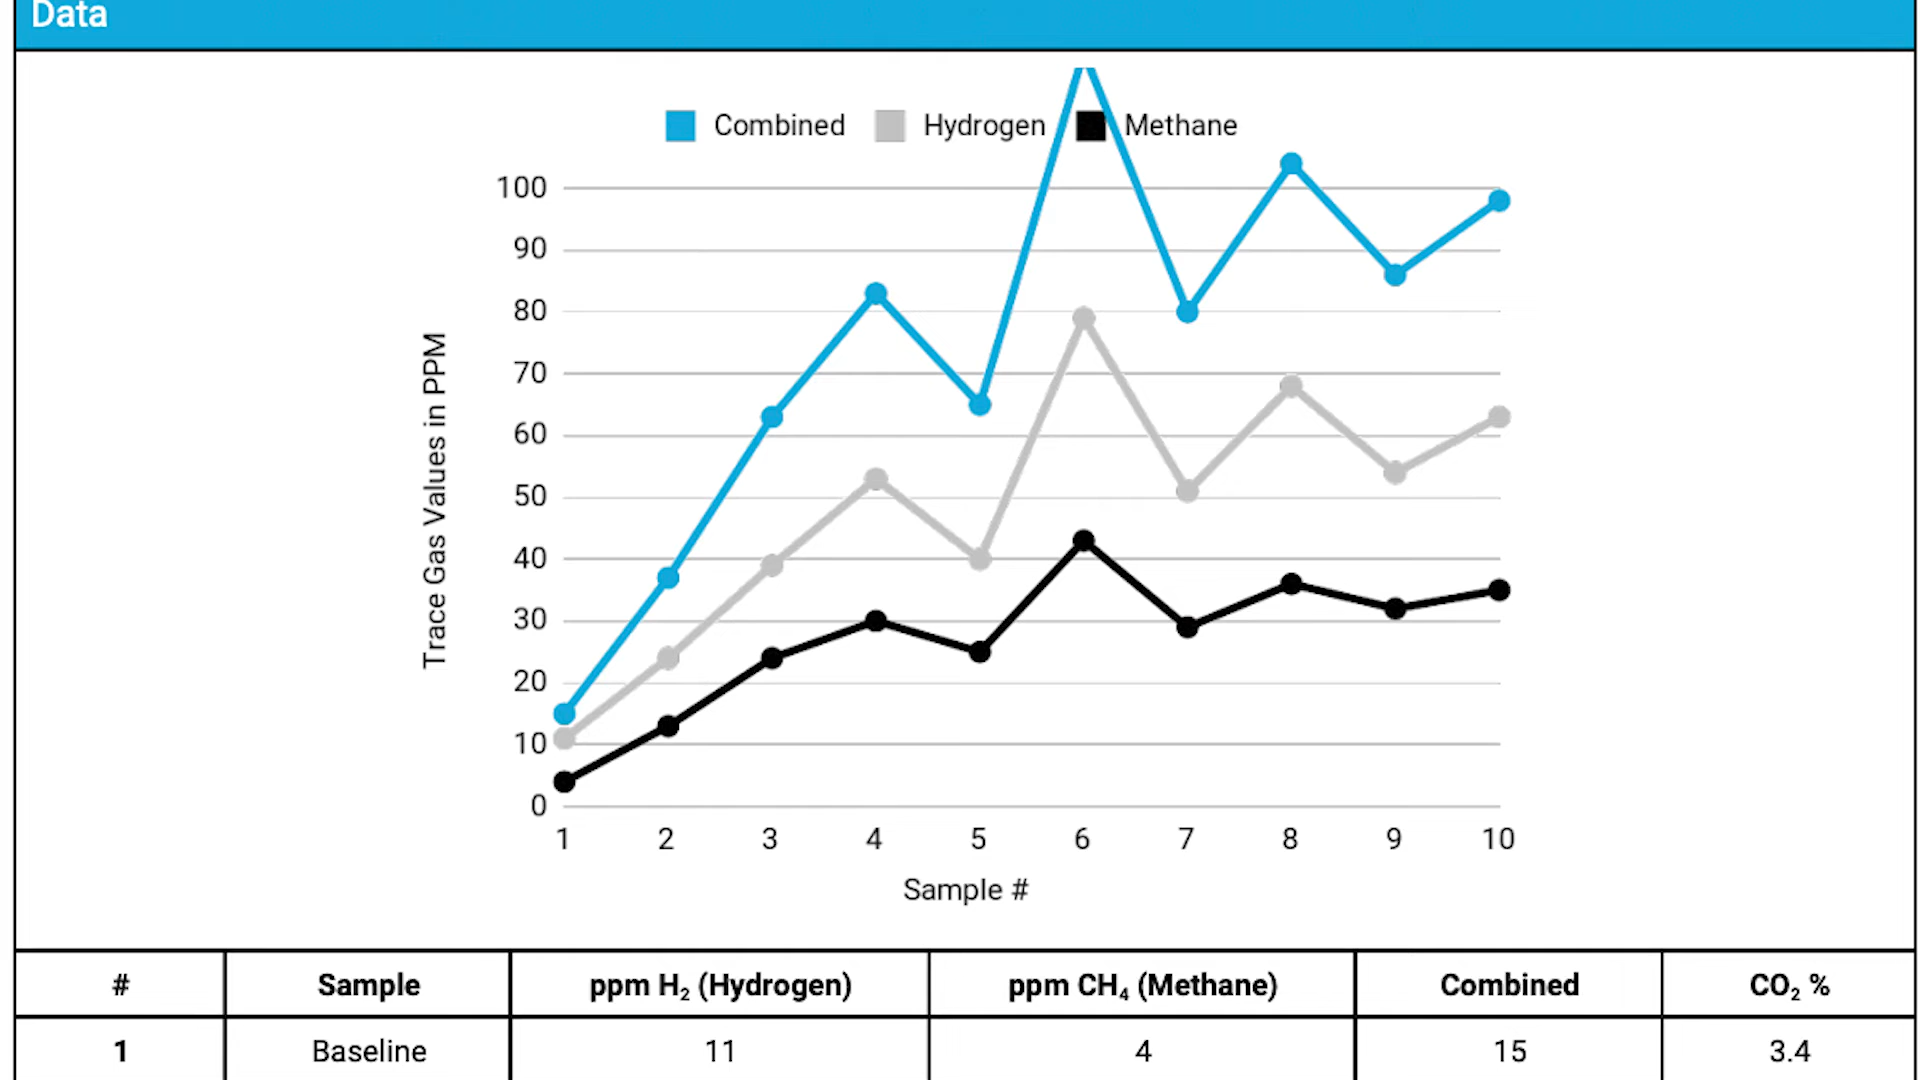 Data
Combined Hydrogen Methane
100
90
80
70
60
50
40
30
20
10
0
Trace Gas Values in PPM
1 2 3 4 5 6 7 8 9 10
Sample #
# Sample ppm H₂ (Hydrogen) ppm CH₄ (Methane) Combined CO₂ %
1 Baseline 11 4 15 3.4